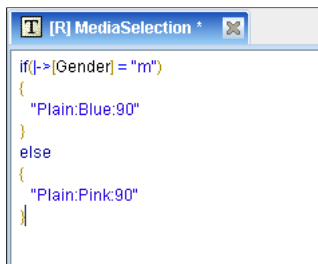 T [R] MediaSelection *
if(|->[Gender] = "m")
{
"Plain:Blue:90"
}
else
{
"Plain:Pink:90"
}